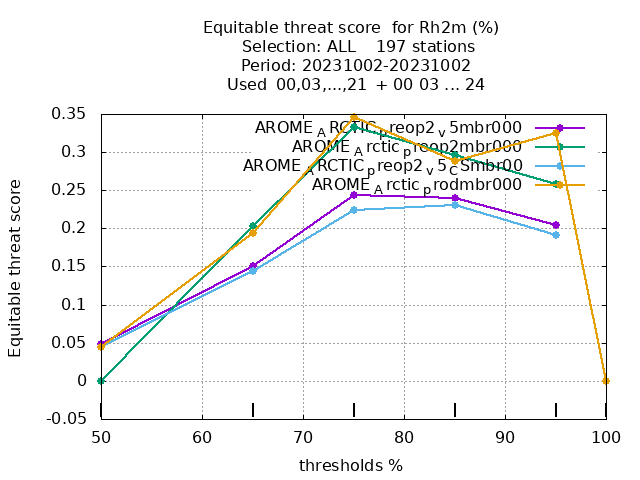 Equitable threat score  for Rh2m (%)
Selection: ALL    197 stations
Period: 20231002-20231002
Used  00,03,...,21  + 00 03 ... 24
0.35
0.3
0.25
0.2
0.15
0.1
0.05
0
-0.05
Equitable threat score
AROME_ARCTIC_preop2_v5mbr000
AROME_Arctic_preop2mbr000
AROME_ARCTIC_preop2_v5_CSmbr00
AROME_Arctic_prodmbr000
50 60 70 80 90 100
thresholds %